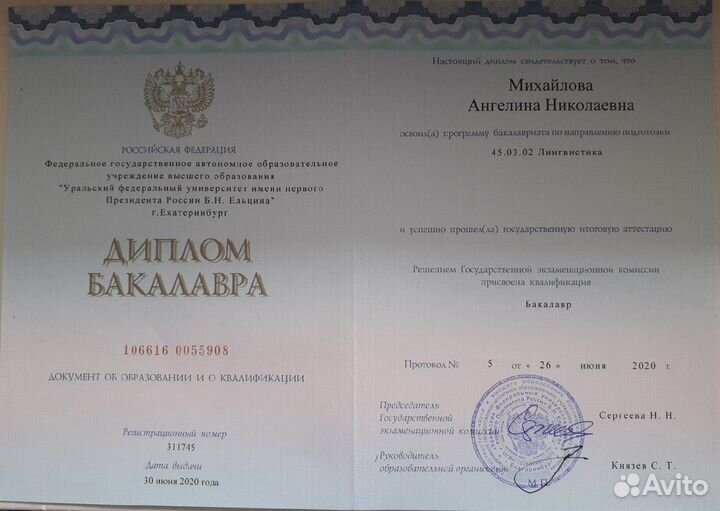 РОССИЙСКАЯ ФЕДЕРАЦИЯ
Федеральное государственное автономное образовательное
учреждение высшего образования
"Уральский федеральный университет имени первого
Президента России Б.Н. Ельцина"
г.Екатеринбург
ДИПЛОМ
БАКАЛАВРА
106616 0055908
ДОКУМЕНТ ОБ ОБРАЗОВАНИИ И О КВАЛИФИКАЦИИ
Регистрационный номер
311745
Дата выдачи
30 июня 2020 года
Настоящий диплом свидетельствует о том, что
Михайлова
Ангелина Николаевна
освоил(а) программу бакалавриата по направлению подготовки
45.03.02 Лингвистика
и успешно прошел(ла) государственную итоговую аттестацию
Решением Государственной экзаменационной комиссии
присвоена квалификация
Бакалавр
Протокол № 5 от « 26 » июня 2020 г.
Председатель
Государственной
экзаменационной комиссии
Сергеева Н. Н.
Руководитель
образовательной организации
Князев С. Т.
М.П.
Avito